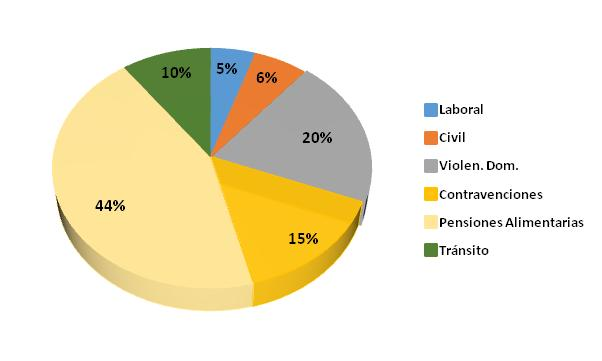 5%
6%
10%
20%
44%
15%
Laboral
Civil
Violen. Dom.
Contravenciones
Pensiones Alimentarias
Tránsito